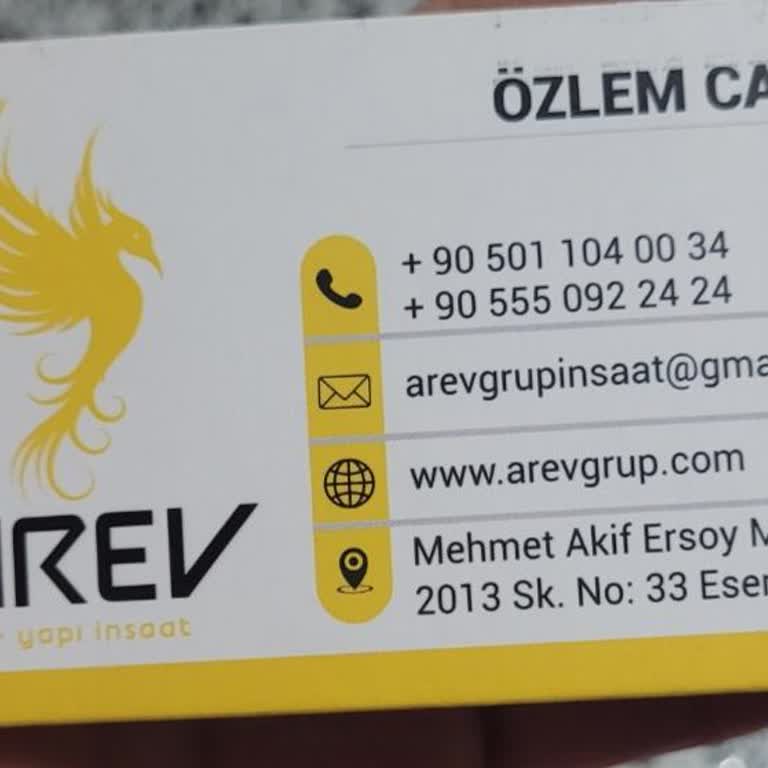 ÖZLEM CA
+ 90 501 104 00 34
+ 90 555 092 24 24
arevgrupinsaat@gma
www.arevgrup.com
Mehmet Akif Ersoy M
2013 Sk. No: 33 Esen
AREV
yapı insaat